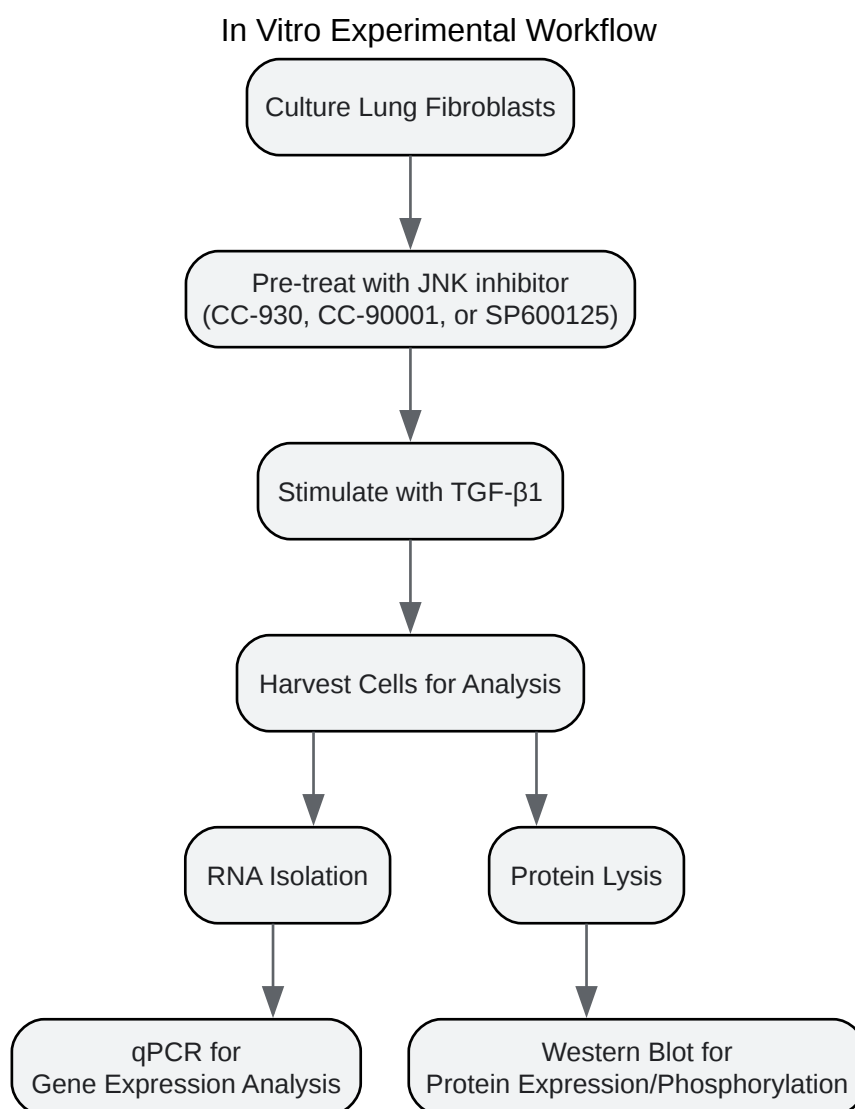 In Vitro Experimental Workflow
Culture Lung Fibroblasts
Pre-treat with JNK inhibitor
(CC-930, CC-90001, or SP600125)
Stimulate with TGF-β1
Harvest Cells for Analysis
RNA Isolation
Protein Lysis
qPCR for
Gene Expression Analysis
Western Blot for
Protein Expression/Phosphorylation